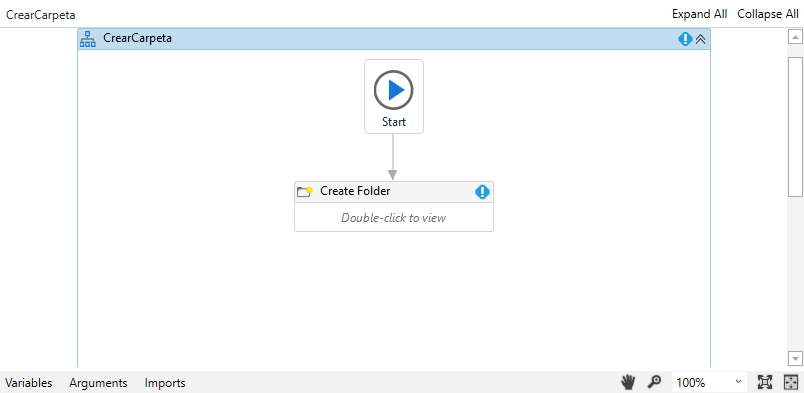 CrearCarpeta
Expand All
Collapse All
CrearCarpeta
Start
Create Folder
Double-click to view
Variables
Arguments
Imports
100%